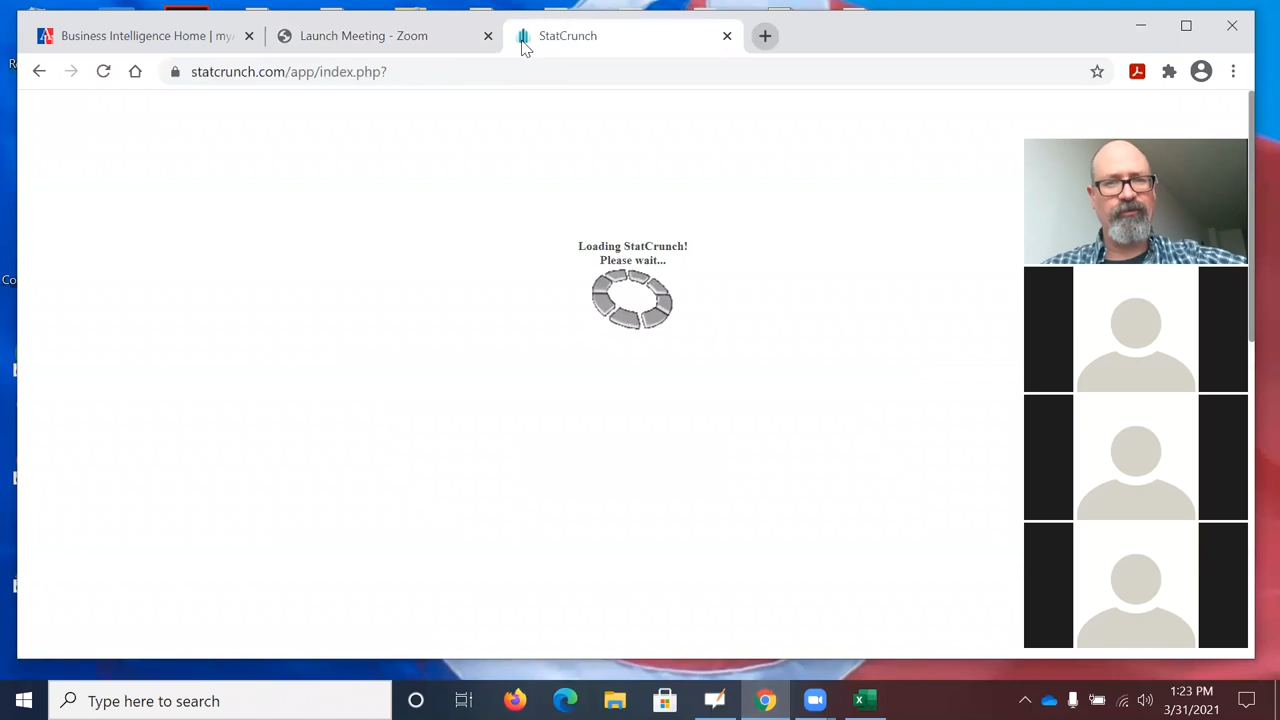 Business Intelligence Home | my
Launch Meeting - Zoom
StatCrunch
statcrunch.com/app/index.php?
Loading StatCrunch!
Please wait...
Type here to search
1:23 PM
3/31/2021